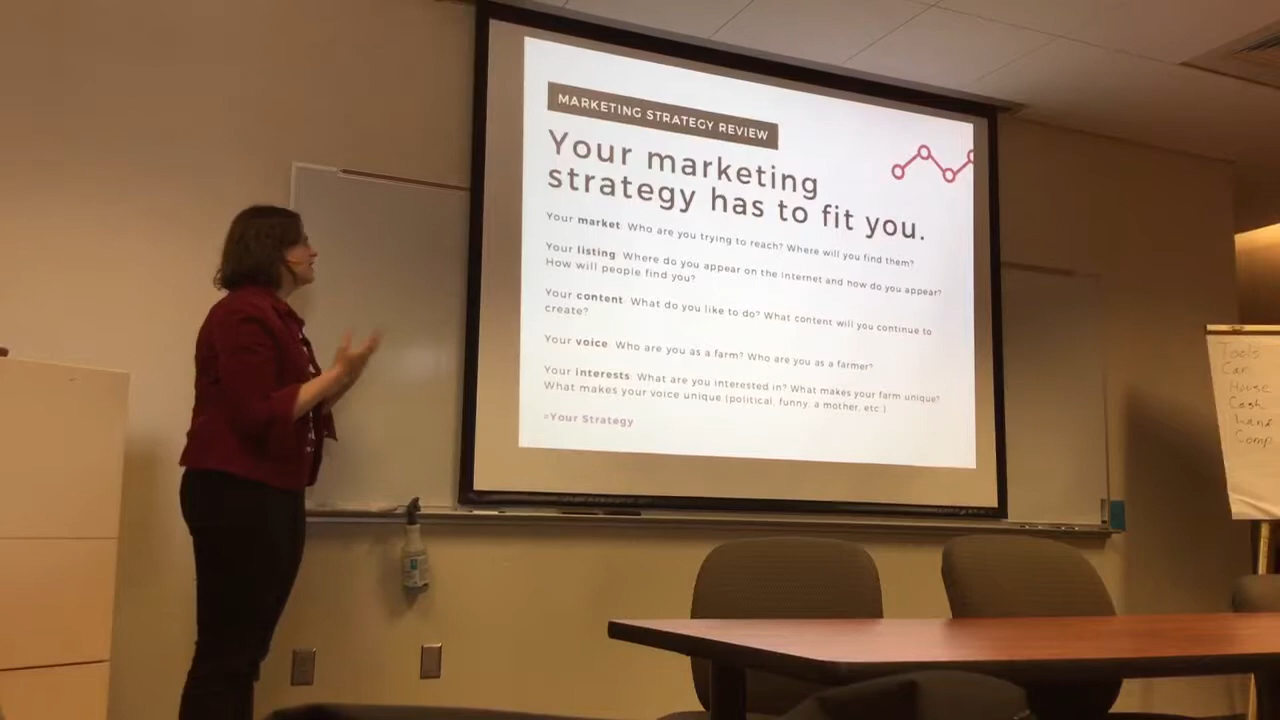 MARKETING STRATEGY REVIEW
Your marketing
strategy has to fit you.
Your market: Who are you trying to reach? Where will you find them?
Your listing: Where do you appear on the internet and how do you appear?
How will people find you?
Your content: What do you like to do? What content will you continue to
create?
Your voice: Who are you as a farm? Who are you as a farmer?
Your interests: What are you interested in? What makes your farm unique?
What makes your voice unique (political, funny, a mother, etc.)
=Your Strategy
Tools
Car
House
Cash
Land
Comp